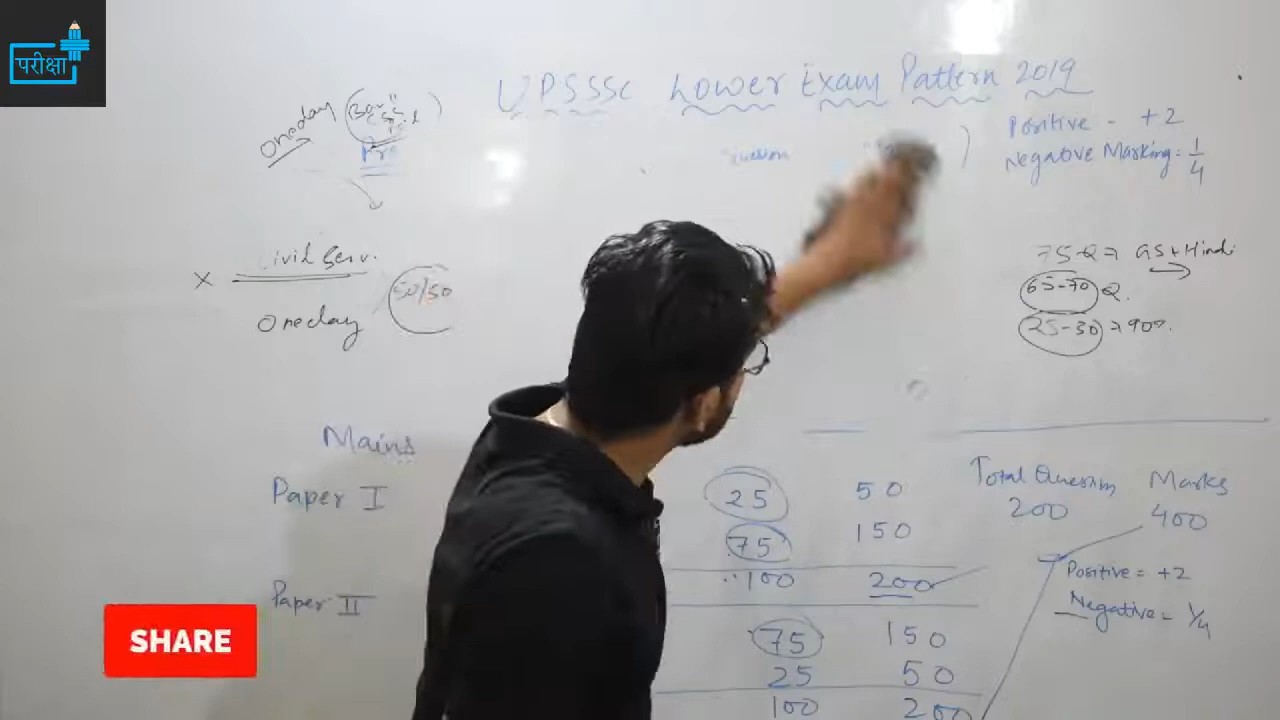 परीक्षा
UPSSSC Lower Exam Pattern 2019
Oneday
Pre
Positive - +2
Negative Marking = 1/4
Civil Serv.
×
50/50
Oneday
75 Q → GS + Hindi
65-70 Q.
25-30 → 90%.
Mains
Paper I
25 50
75 150
100 200
Total Question Marks
200 400
Positive = +2
Negative = 1/4
Paper II
75 150
25 50
100 200
SHARE